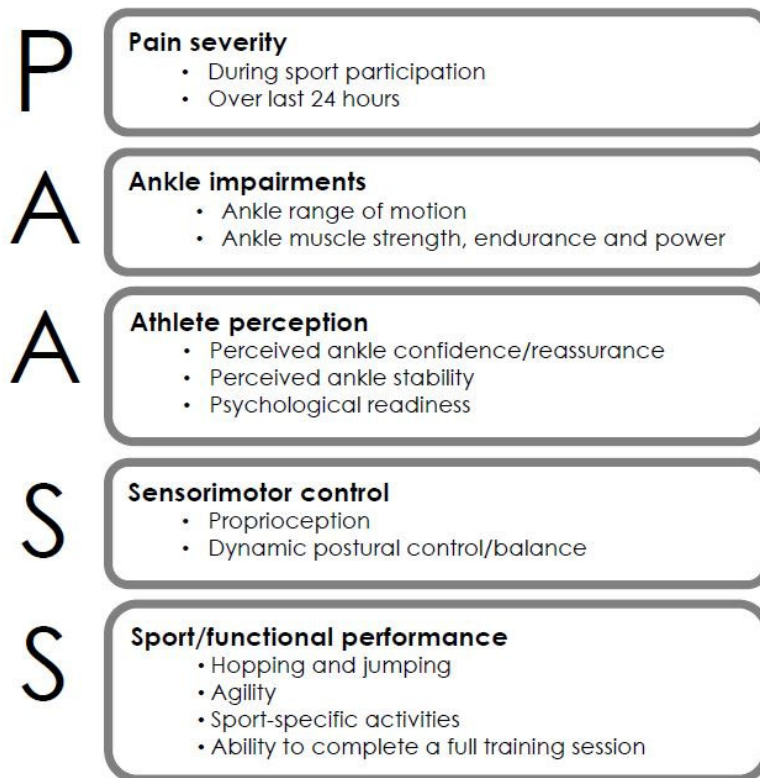 P
Pain severity
• During sport participation
• Over last 24 hours
A
Ankle impairments
• Ankle range of motion
• Ankle muscle strength, endurance and power
A
Athlete perception
• Perceived ankle confidence/reassurance
• Perceived ankle stability
• Psychological readiness
S
Sensorimotor control
• Proprioception
• Dynamic postural control/balance
S
Sport/functional performance
• Hopping and jumping
• Agility
• Sport-specific activities
• Ability to complete a full training session